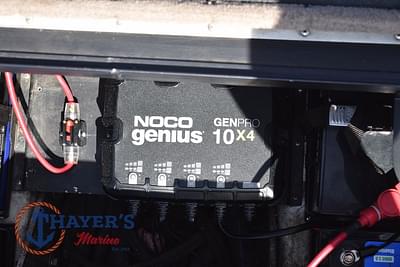 NOCO GENPRO
genius® 10X4
THAYER'S
Marine